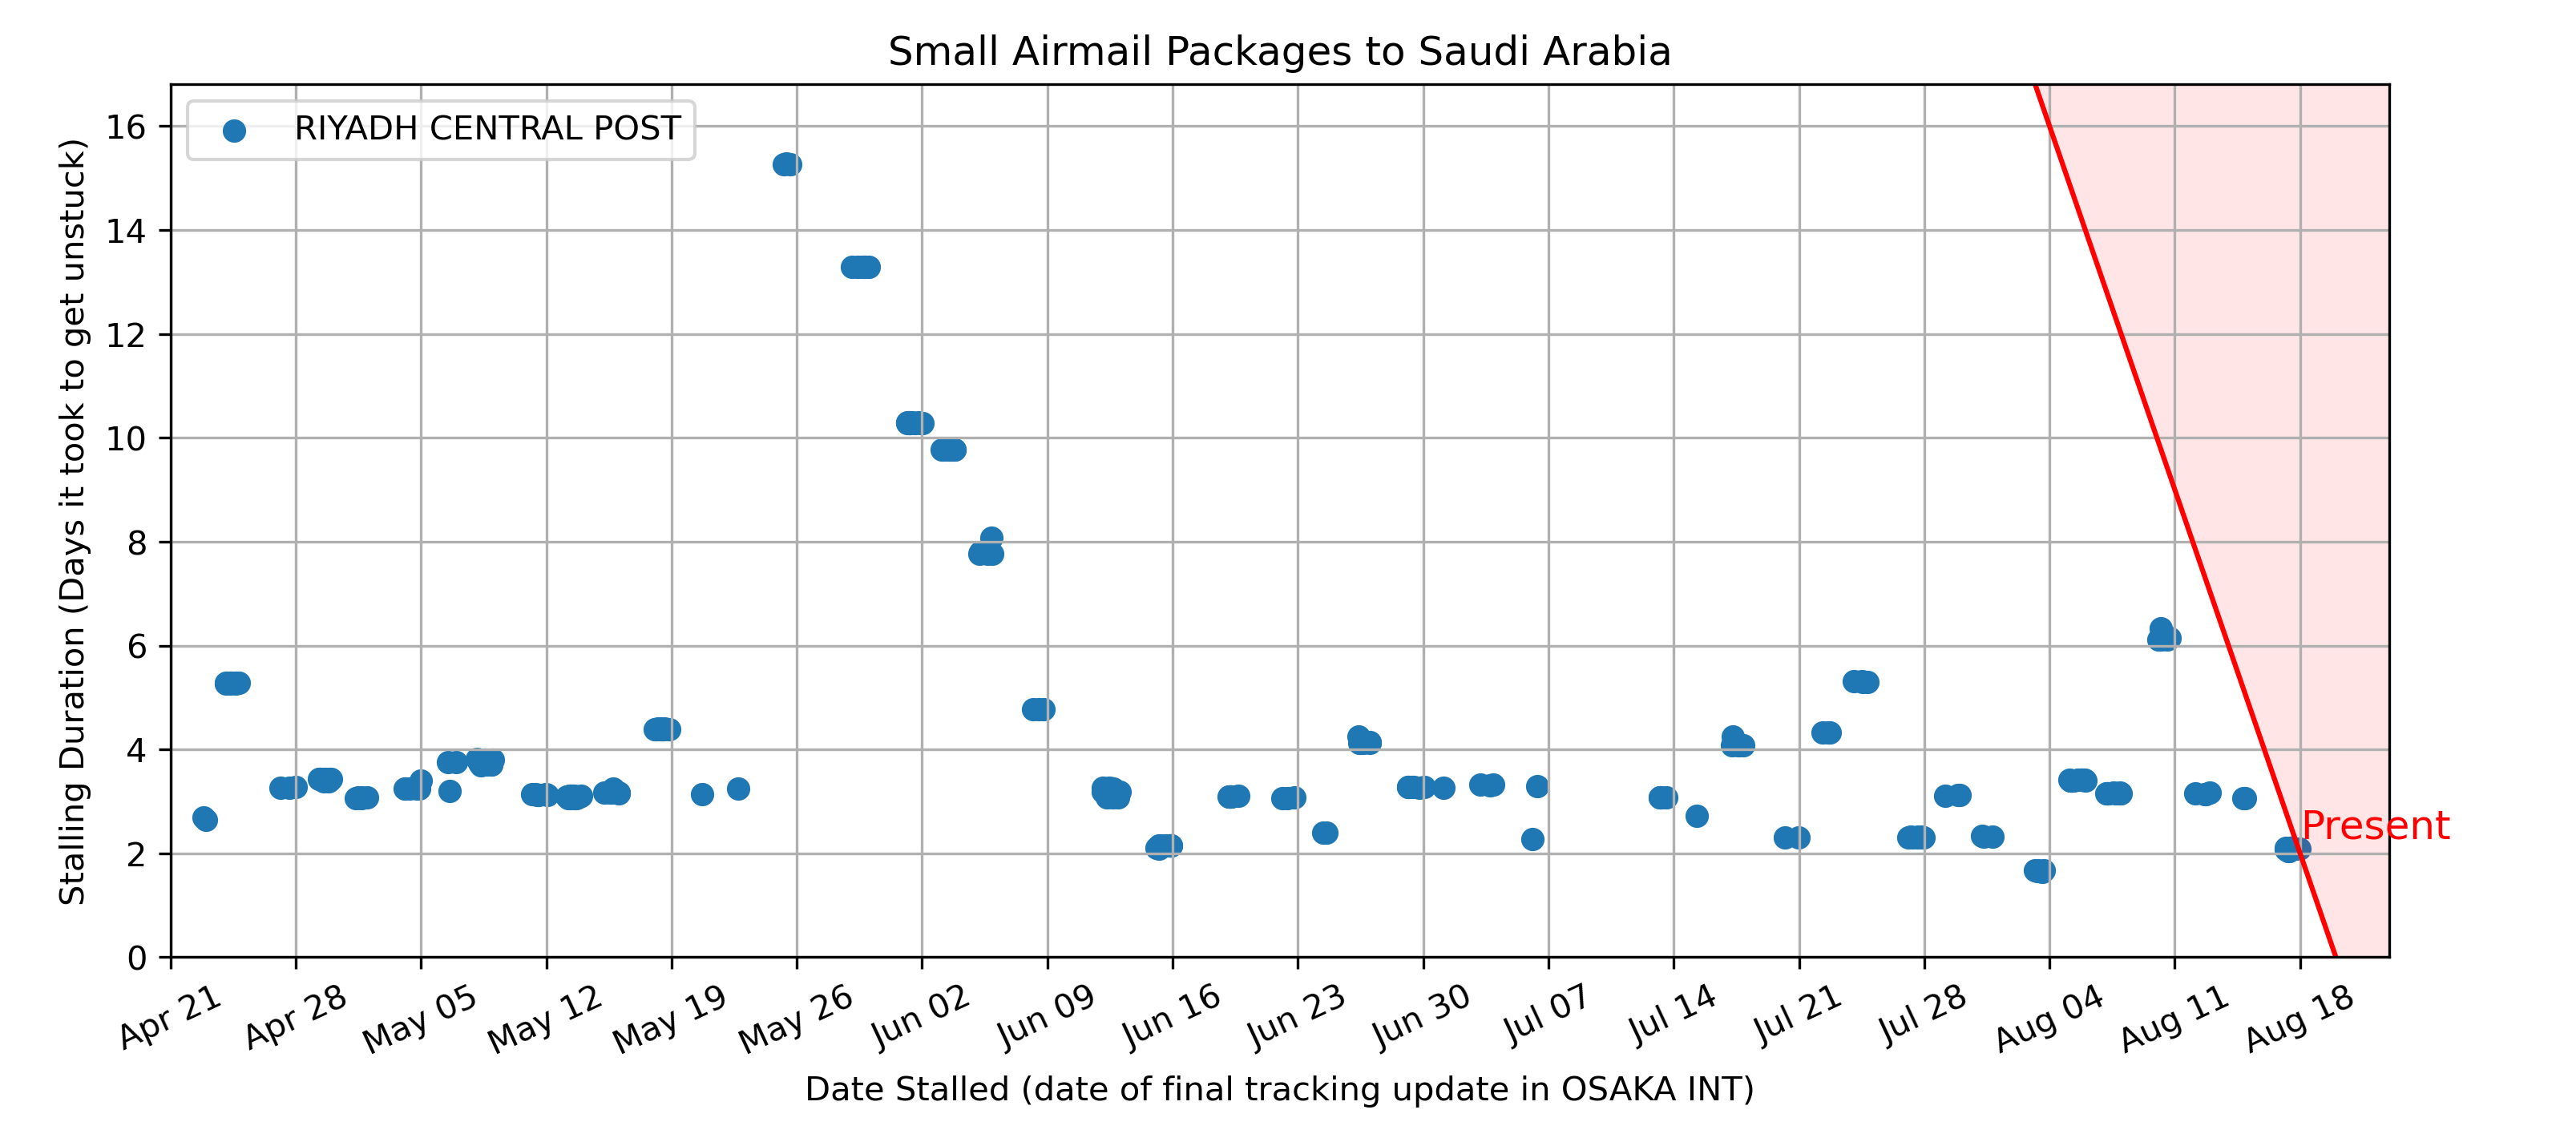 Small Airmail Packages to Saudi Arabia
RIYADH CENTRAL POST
Stalling Duration (Days it took to get unstuck)
16
14
12
10
8
6
4
2
0
Present
Apr 21
Apr 28
May 05
May 12
May 19
May 26
Jun 02
Jun 09
Jun 16
Jun 23
Jun 30
Jul 07
Jul 14
Jul 21
Jul 28
Aug 04
Aug 11
Aug 18
Date Stalled (date of final tracking update in OSAKA INT)